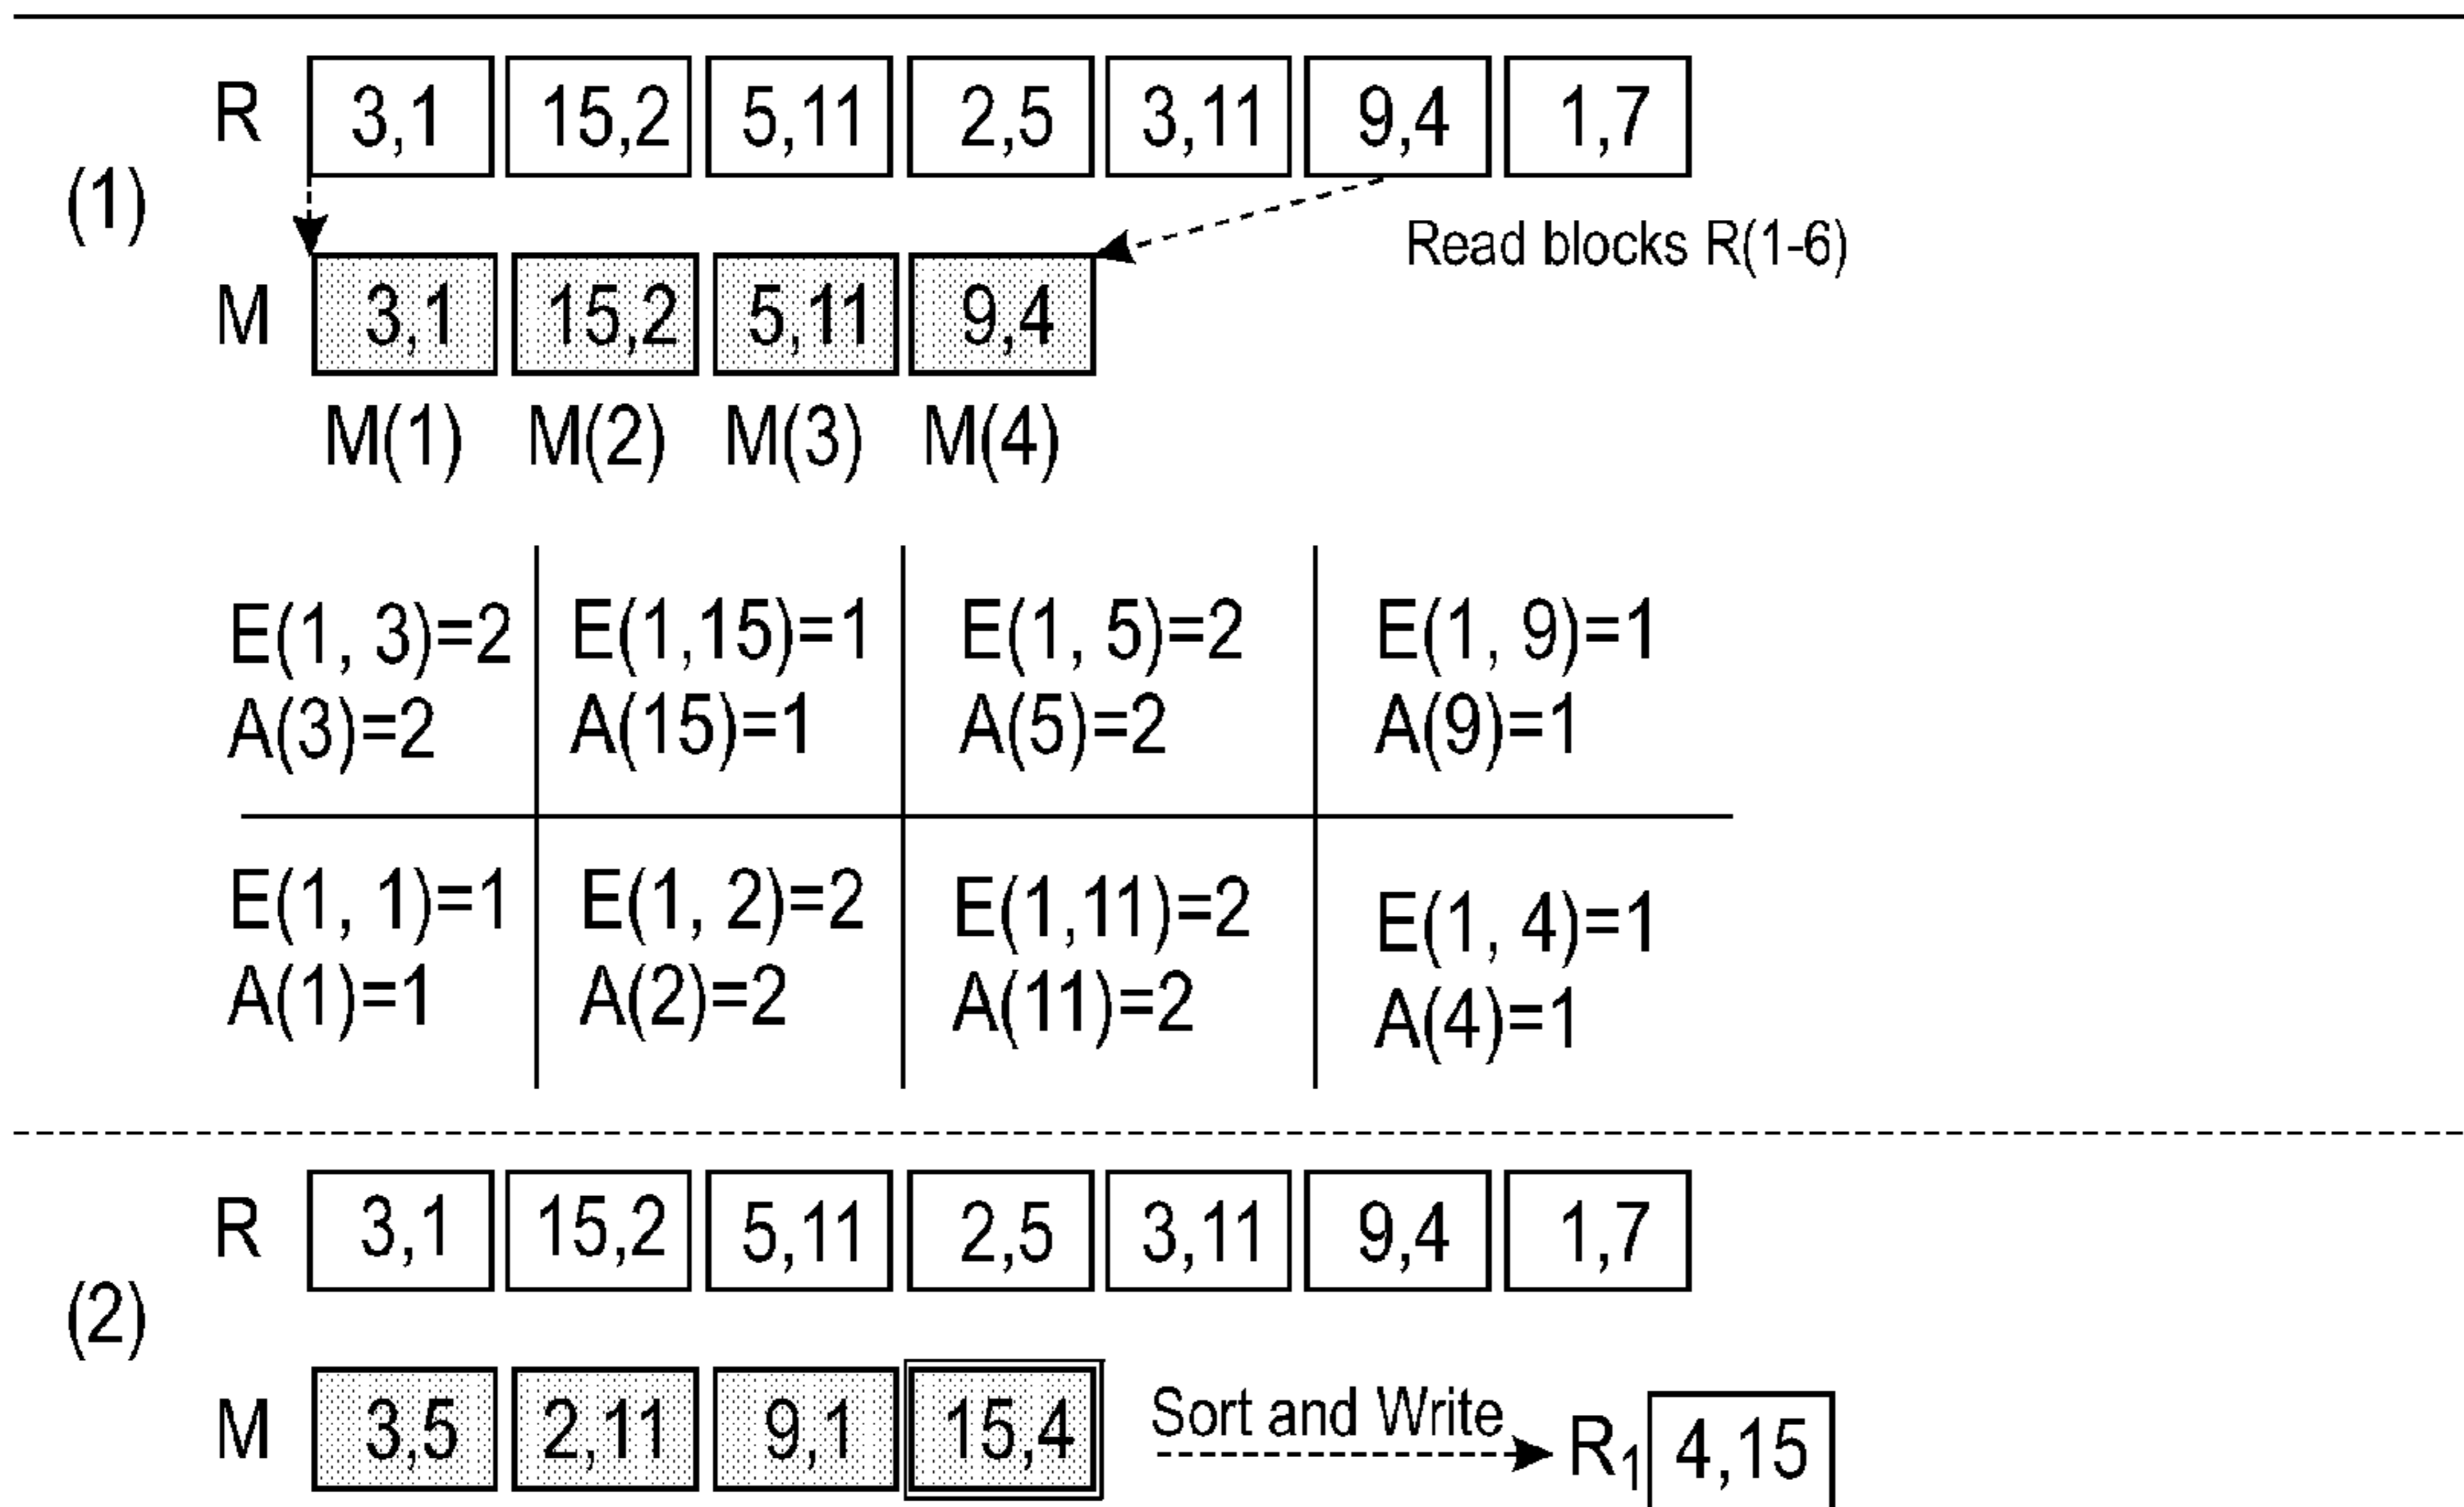 R 3,1 15,2 5,11 2,5 3,11 9,4 1,7
(1)
Read blocks R(1-6)
M 3,1 15,2 5,11 9,4
M(1) M(2) M(3) M(4)
E(1, 3)=2 E(1,15)=1 E(1, 5)=2 E(1, 9)=1
A(3)=2 A(15)=1 A(5)=2 A(9)=1
E(1, 1)=1 E(1, 2)=2 E(1,11)=2 E(1, 4)=1
A(1)=1 A(2)=2 A(11)=2 A(4)=1
R 3,1 15,2 5,11 2,5 3,11 9,4 1,7
(2)
M 3,5 2,11 9,1 15,4 Sort and Write R1 4,15